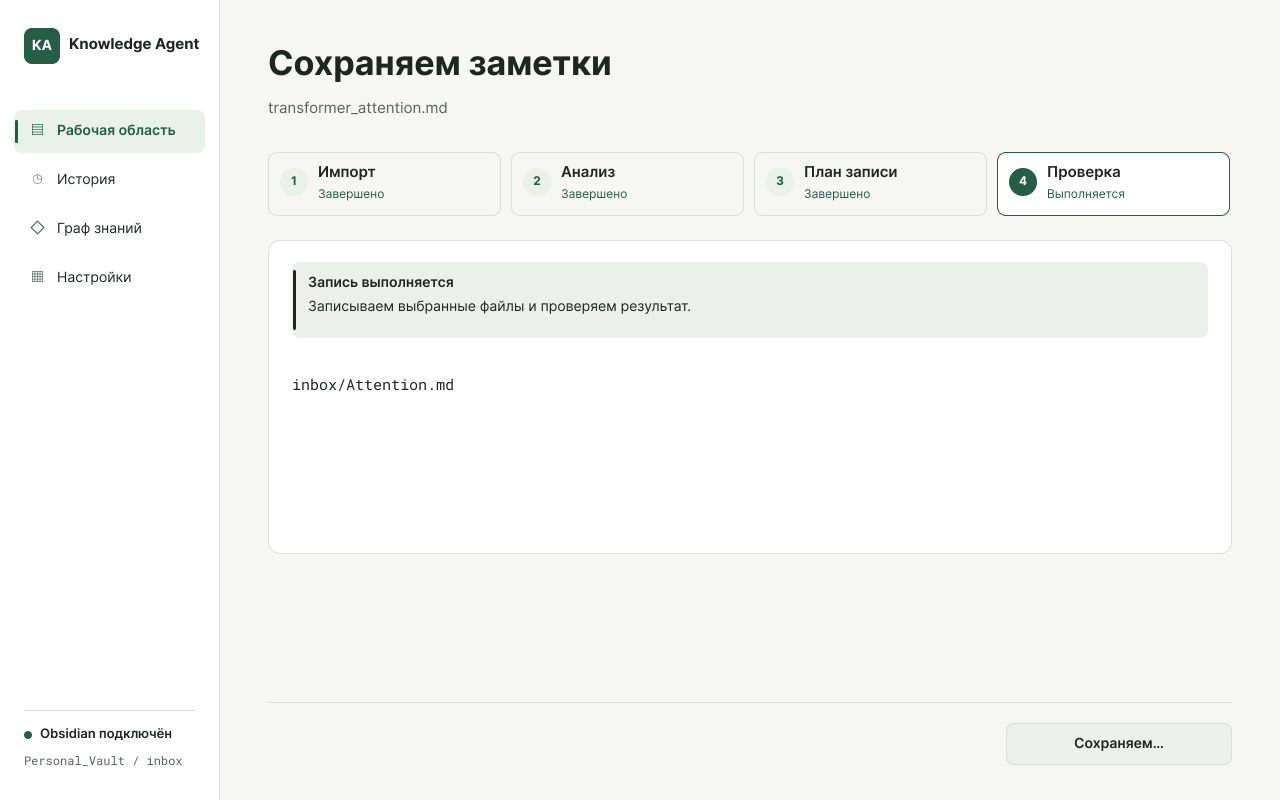 KA
Knowledge Agent
Рабочая область
История
Граф знаний
Настройки
Obsidian подключён
Personal_Vault / inbox
Сохраняем заметки
transformer_attention.md
1
Импорт
Завершено
2
Анализ
Завершено
3
План записи
Завершено
4
Проверка
Выполняется
Запись выполняется
Записываем выбранные файлы и проверяем результат.
inbox/Attention.md
Сохраняем…